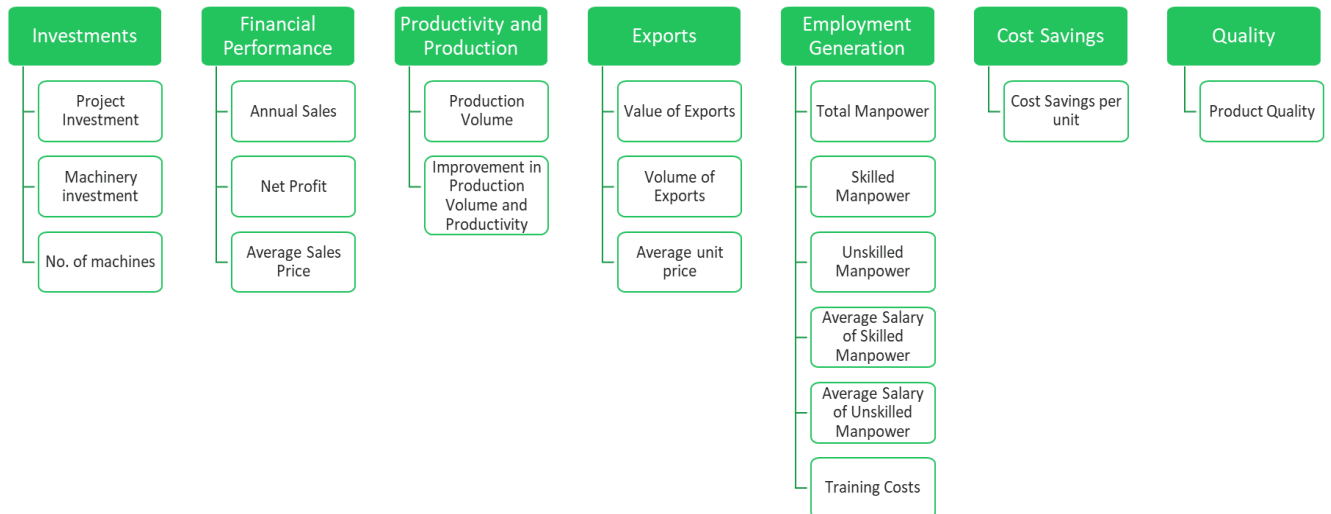 Investments
Project
Investment
Machinery
investment
No. of machines
Financial
Performance
Annual Sales
Net Profit
Average Sales
Price
Productivity and
Production
Production
Volume
Improvement in
Production
Volume and
Productivity
Exports
Value of Exports
Volume of
Exports
Average unit
price
Employment
Generation
Total Manpower
Skilled
Manpower
Unskilled
Manpower
Average Salary
of Skilled
Manpower
Average Salary
of Unskilled
Manpower
Training Costs
Cost Savings
Cost Savings per
unit
Quality
Product Quality